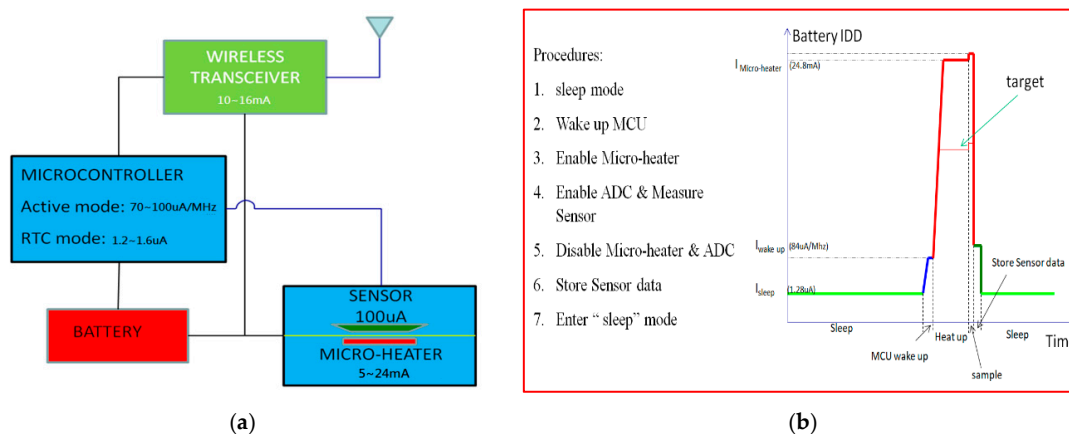 WIRELESS
TRANSCEIVER
10~16mA
MICROCONTROLLER
Active mode: 70~100uA/MHz
RTC mode: 1.2~1.6uA
BATTERY
SENSOR
100uA
MICRO-HEATER
5~24mA
(a)
Procedures:
1. sleep mode
2. Wake up MCU
3. Enable Micro-heater
4. Enable ADC & Measure
Sensor
5. Disable Micro-heater & ADC
6. Store Sensor data
7. Enter “ sleep” mode
Battery IDD
I Micro-heater (24.8mA)
target
I wake up (84uA/Mhz)
Store Sensor data
I sleep (1.28uA)
Sleep
Heat up
Sleep
Tim
MCU wake up
sample
(b)